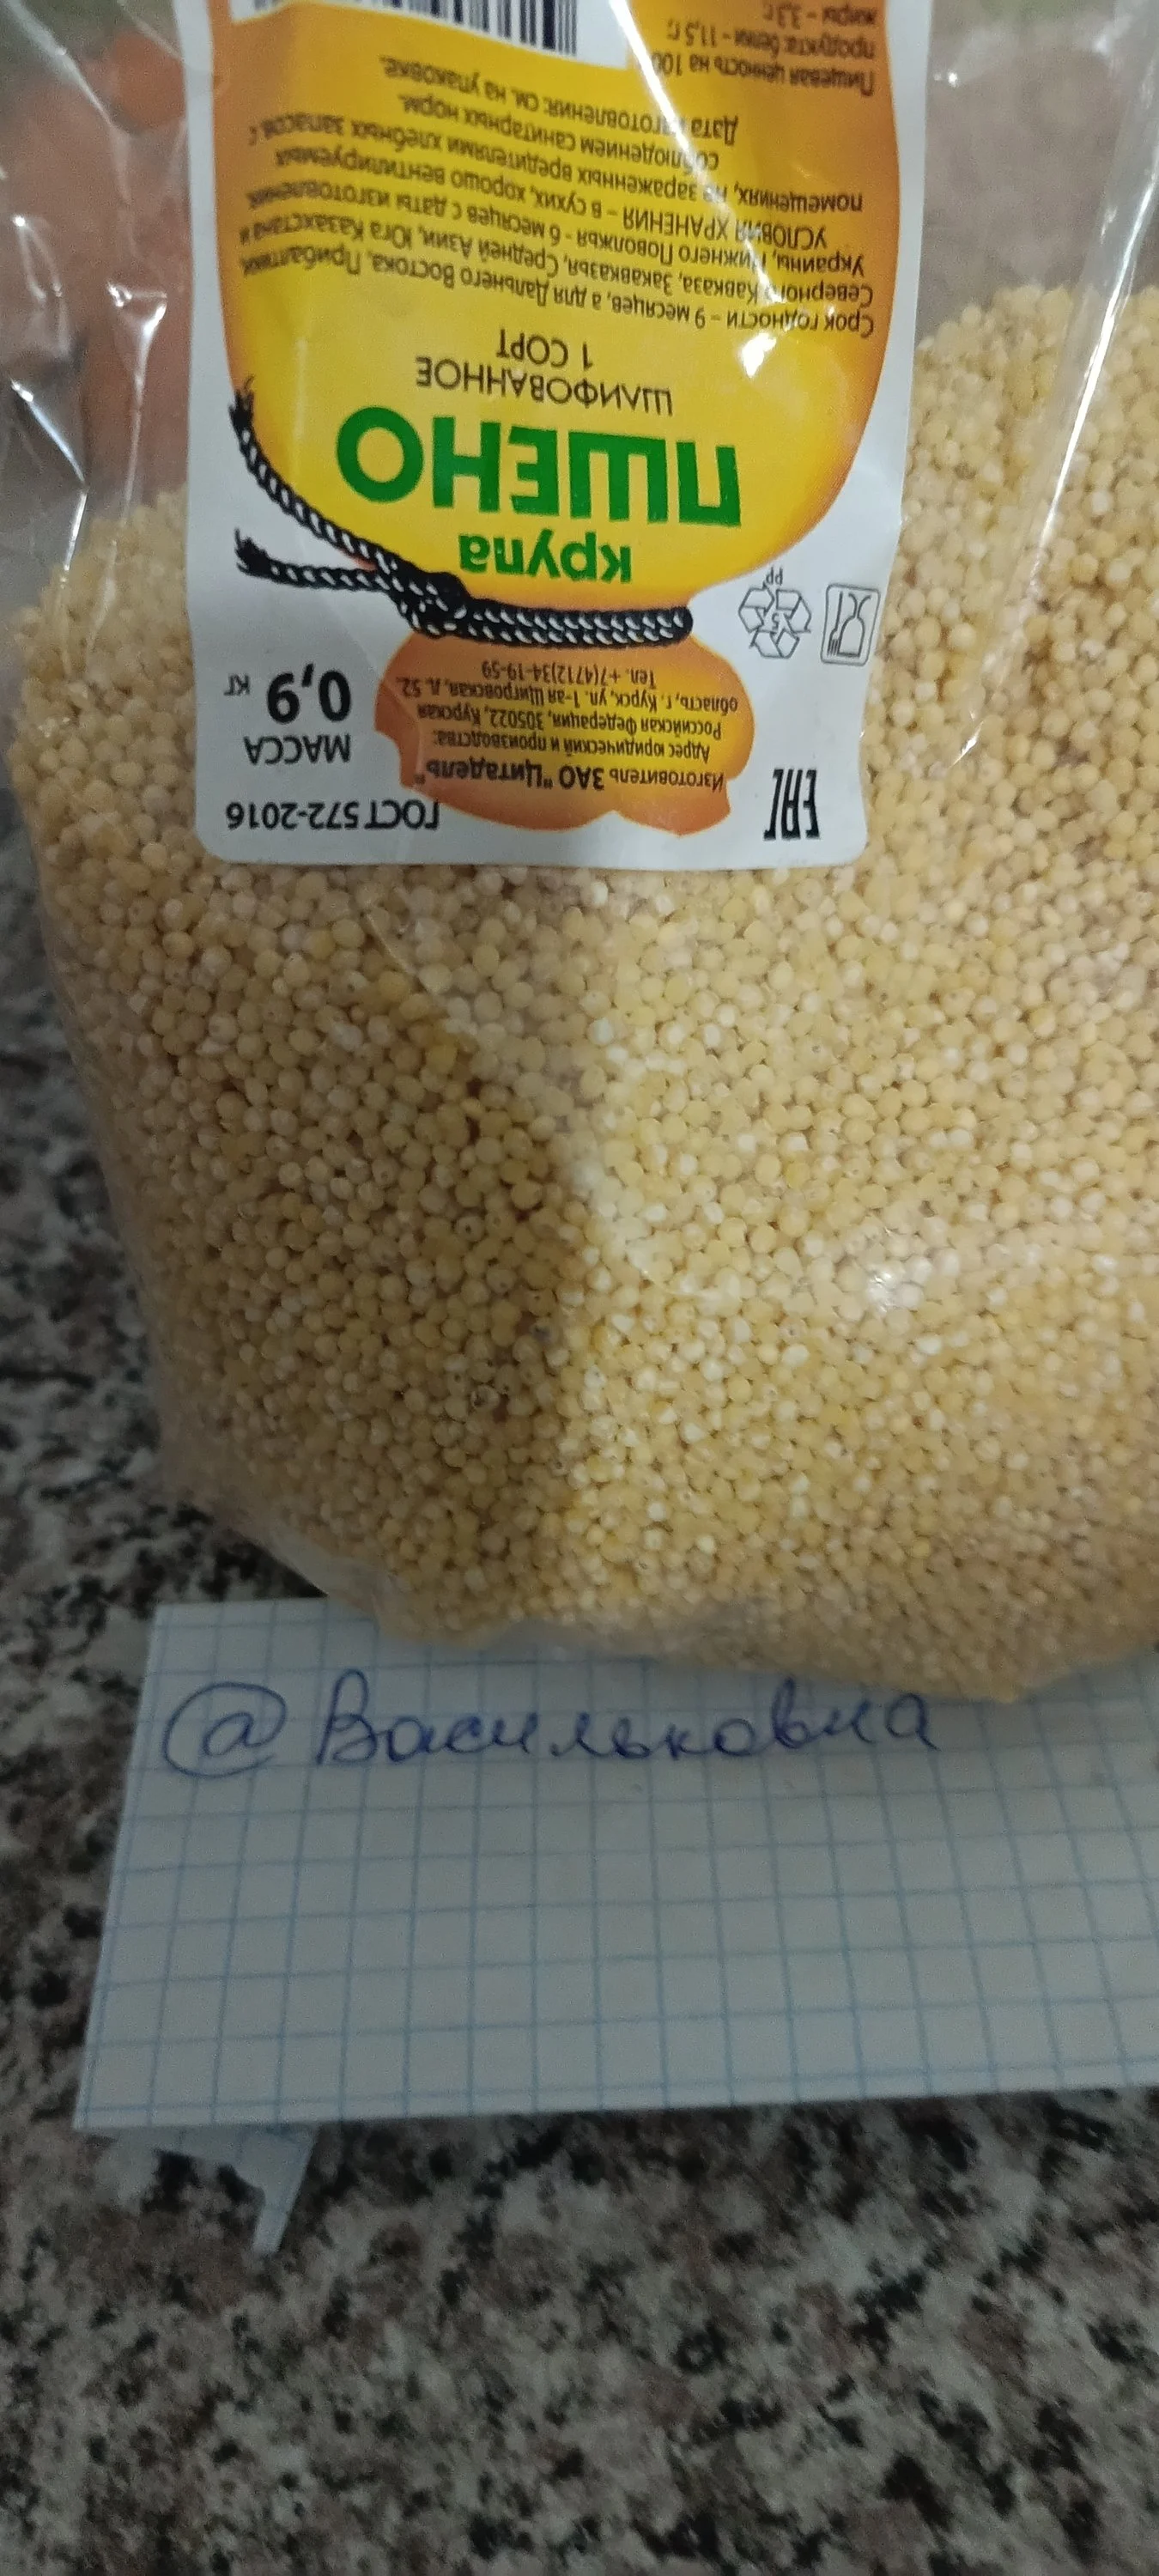 ГОСТ 572-2016
МАССА
0,9 кг
Изготовитель ЗАО "Цитадель"
Адрес юридический и производства:
Российская Федерация, 305022, Курская
область, г. Курск, ул. 1-ая Щигровская, д. 52.
Тел. +7(4712)34-19-59
EAC
5
PP
крупа
ПШЕНО
ШЛИФОВАННОЕ
1 СОРТ
Срок годности – 9 месяцев, а для Дальнего Востока, Прибалтики,
Северного Кавказа, Закавказья, Средней Азии, Юга Казахстана и
Украины, Нижнего Поволжья - 6 месяцев с даты изготовления.
УСЛОВИЯ ХРАНЕНИЯ – в сухих, хорошо вентилируемых
помещениях, не зараженных вредителями хлебных запасов с
соблюдением санитарных норм.
Дата изготовления: см. на упаковке.
Пищевая ценность на 100
продукта: белки - 11,5 г;
жиры - 3,3 г
@Васильковна